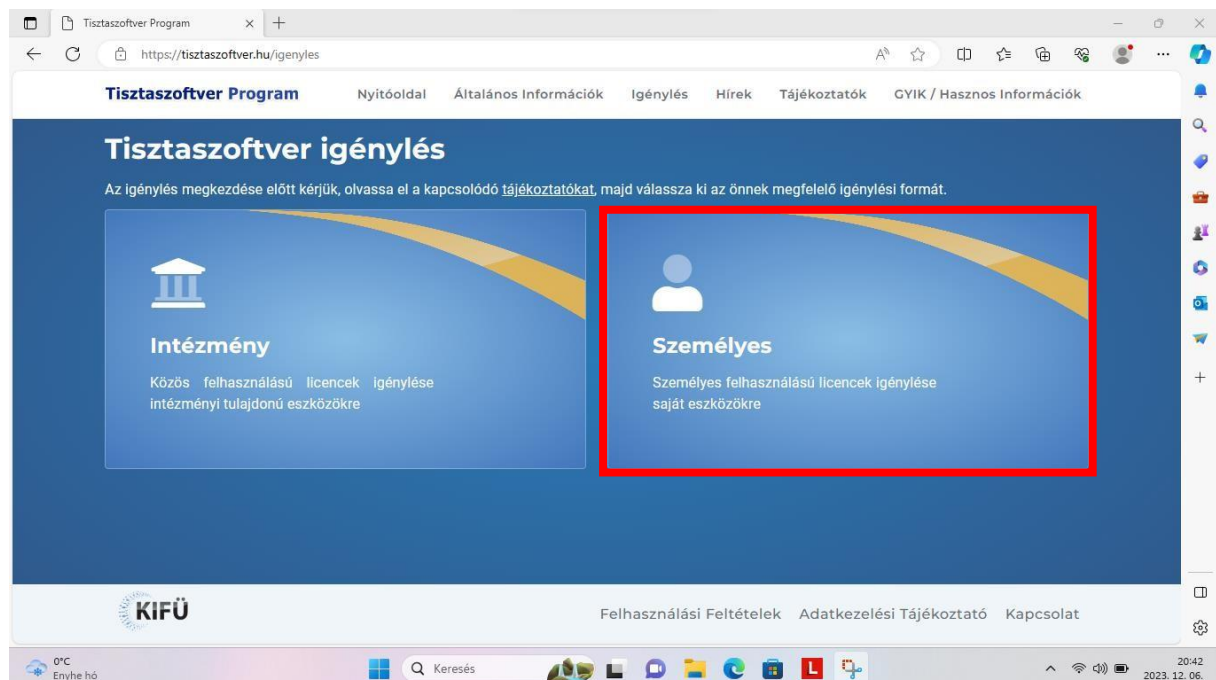 Tisztaszoftver Program
https://tisztaszoftver.hu/igenyles
Tisztaszoftver Program Nyitóoldal Általános Információk Igénylés Hírek Tájékoztatók GYIK / Hasznos Információk
Tisztaszoftver igénylés
Az igénylés megkezdése előtt kérjük, olvassa el a kapcsolódó tájékoztatókat, majd válassza ki az önnek megfelelő igénylési formát.
Intézmény
Közös felhasználású licencek igénylése
intézményi tulajdonú eszközökre
Személyes
Személyes felhasználású licencek igénylése
saját eszközökre
KIFÜ
Felhasználási Feltételek Adatkezelési Tájékoztató Kapcsolat
0°C
Enyhe hó
Keresés
L
20:42
2023. 12. 06.